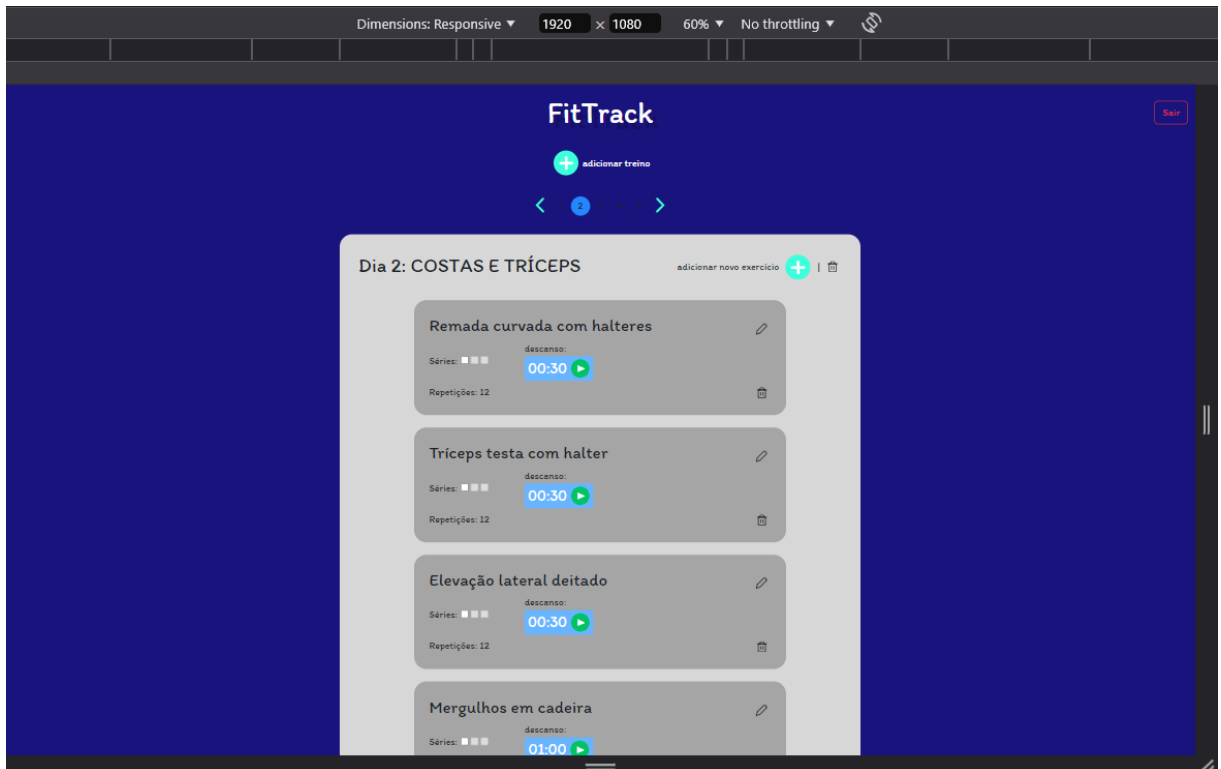 Dimensions: Responsive ▼ 1920 × 1080 60% ▼ No throttling ▼
FitTrack
Sair
adicionar treino
2
Dia 2: COSTAS E TRÍCEPS
adicionar novo exercício + |
Remada curvada com halteres
descanso:
Séries:
00:30
Repetições: 12
Tríceps testa com halter
descanso:
Séries:
00:30
Repetições: 12
Elevação lateral deitado
descanso:
Séries:
00:30
Repetições: 12
Mergulhos em cadeira
descanso:
Séries:
01:00